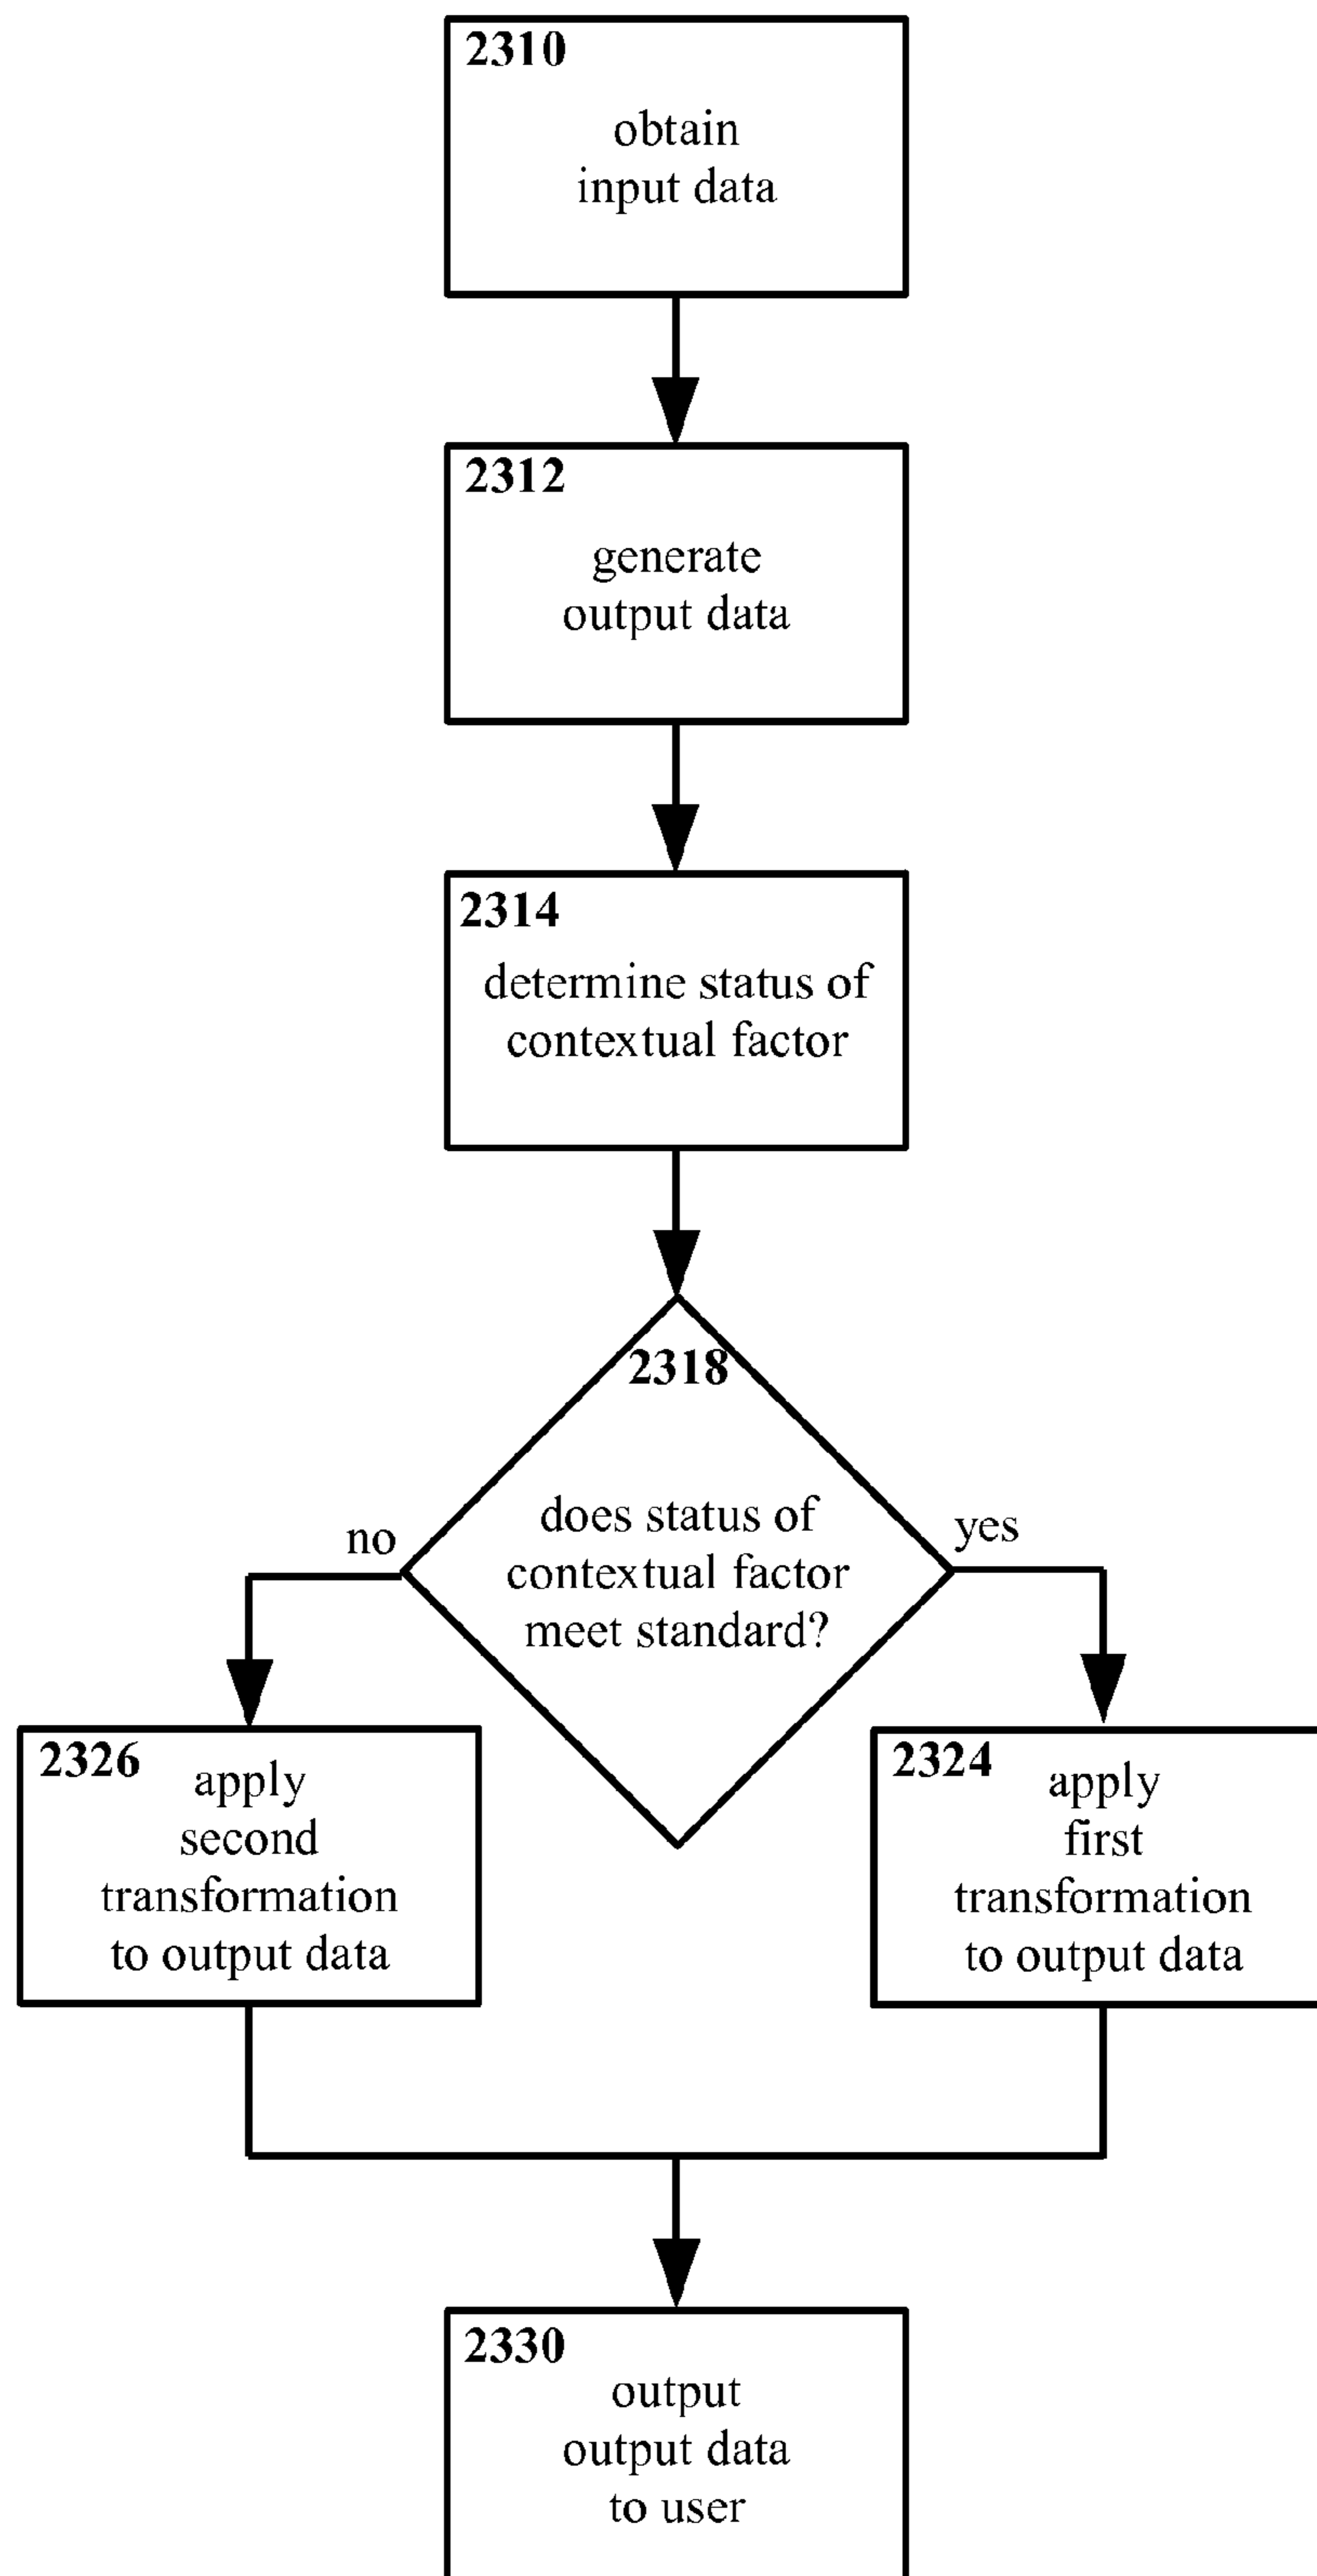 2310
obtain
input data
2312
generate
output data
2314
determine status of
contextual factor
2318
does status of
contextual factor
meet standard?
no
yes
2326
apply
second
transformation
to output data
2324
apply
first
transformation
to output data
2330
output
output data
to user